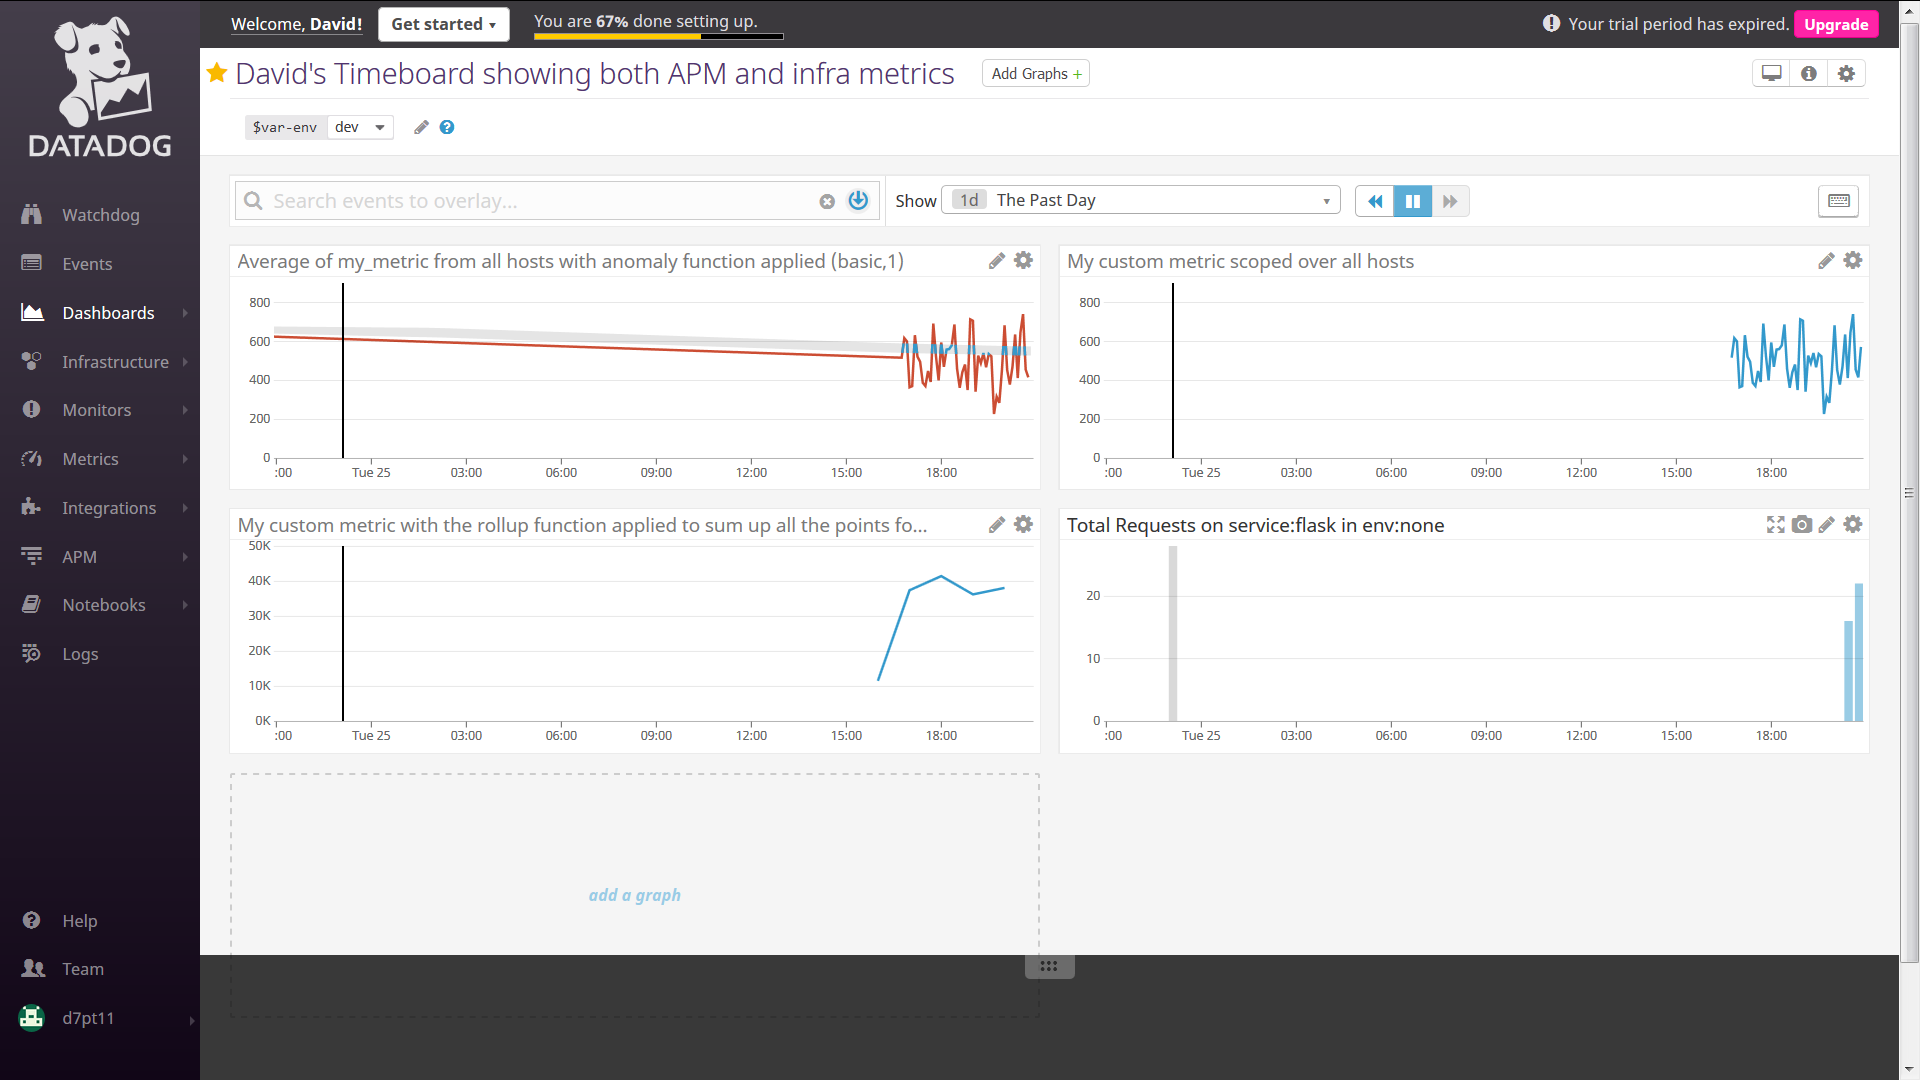 Welcome, David!
Get started
You are 67% done setting up.
Your trial period has expired.
Upgrade
DATADOG
Watchdog
Events
Dashboards
Infrastructure
Monitors
Metrics
Integrations
APM
Notebooks
Logs
Help
Team
d7pt11
David's Timeboard showing both APM and infra metrics
Add Graphs +
$var-env dev
Search events to overlay...
Show 1d The Past Day
Average of my_metric from all hosts with anomaly function applied (basic,1)
800
600
400
200
0
:00 Tue 25 03:00 06:00 09:00 12:00 15:00 18:00
My custom metric scoped over all hosts
800
600
400
200
0
:00 Tue 25 03:00 06:00 09:00 12:00 15:00 18:00
My custom metric with the rollup function applied to sum up all the points fo...
50K
40K
30K
20K
10K
0K
:00 Tue 25 03:00 06:00 09:00 12:00 15:00 18:00
Total Requests on service:flask in env:none
20
10
0
:00 Tue 25 03:00 06:00 09:00 12:00 15:00 18:00
add a graph